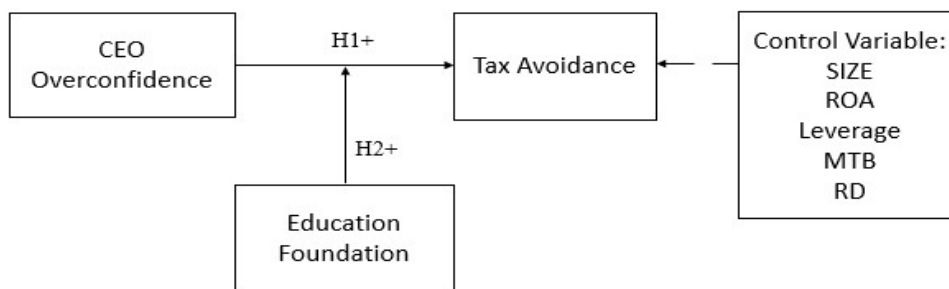 CEO
Overconfidence
H1+
Tax Avoidance
Control Variable:
SIZE
ROA
Leverage
MTB
RD
H2+
Education
Foundation